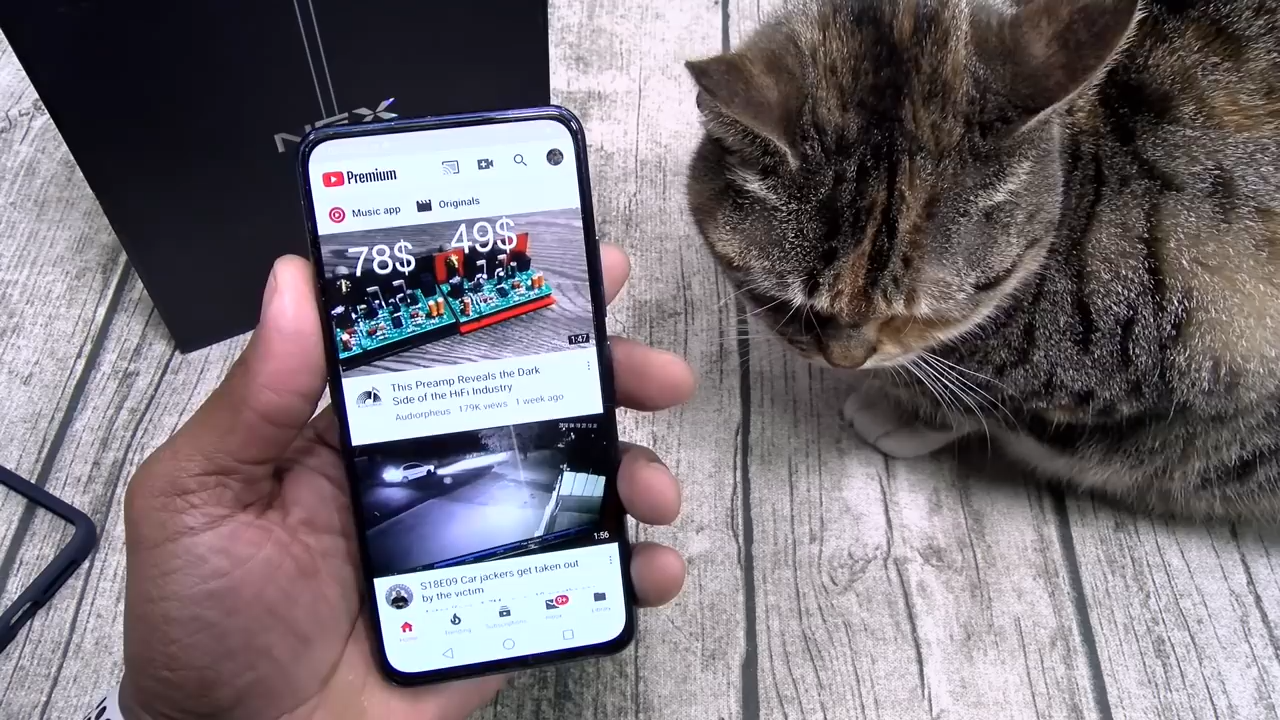 NEX
Premium
Music app
Originals
78$
49$
1:47
This Preamp Reveals the Dark
Side of the HiFi Industry
Audiorpheus 179K views 1 week ago
1:56
S18E09 Car jackers get taken out
by the victim
9+
Home
Trending
Subscriptions
Inbox
Library